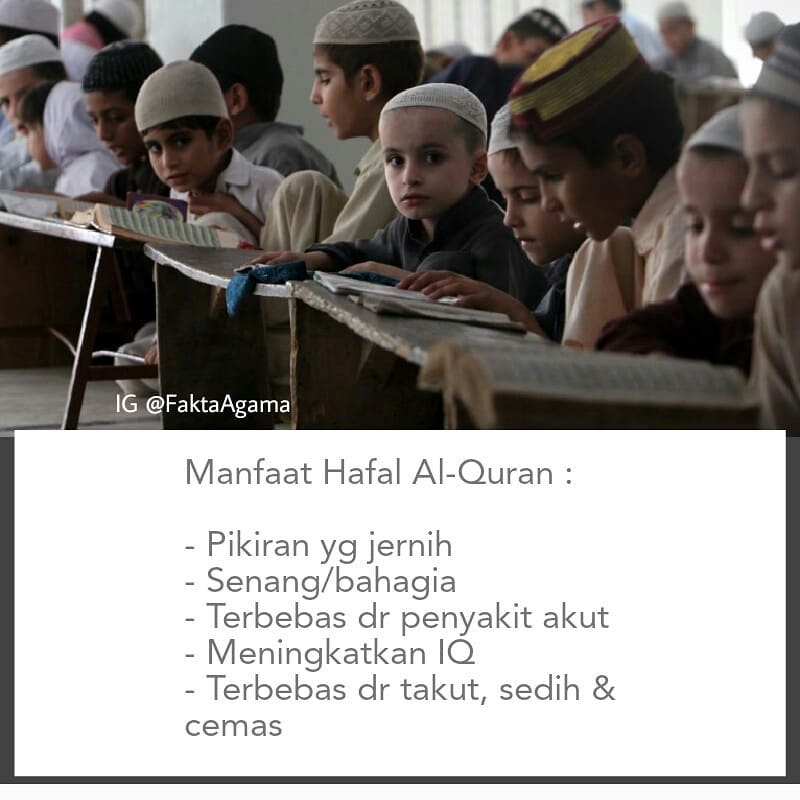 IG @FaktaAgama
Manfaat Hafal Al-Quran :
- Pikiran yg jernih
- Senang/bahagia
- Terbebas dr penyakit akut
- Meningkatkan IQ
- Terbebas dr takut, sedih &
cemas